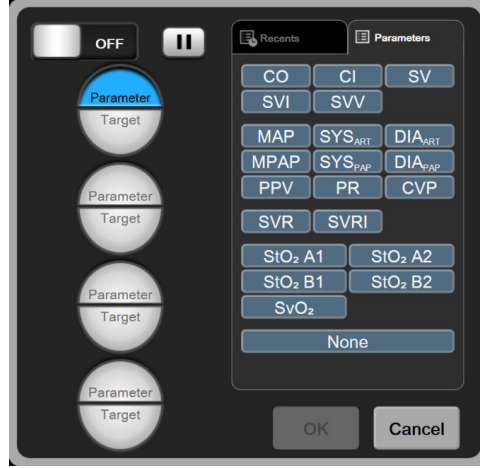 OFF
Recents
Parameters
Parameter
Target
Parameter
Target
Parameter
Target
Parameter
Target
CO CI SV
SVI SVV
MAP SYSART DIAART
MPAP SYSPAP DIAPAP
PPV PR CVP
SVR SVRI
StO₂ A1 StO₂ A2
StO₂ B1 StO₂ B2
SvO₂
None
OK Cancel